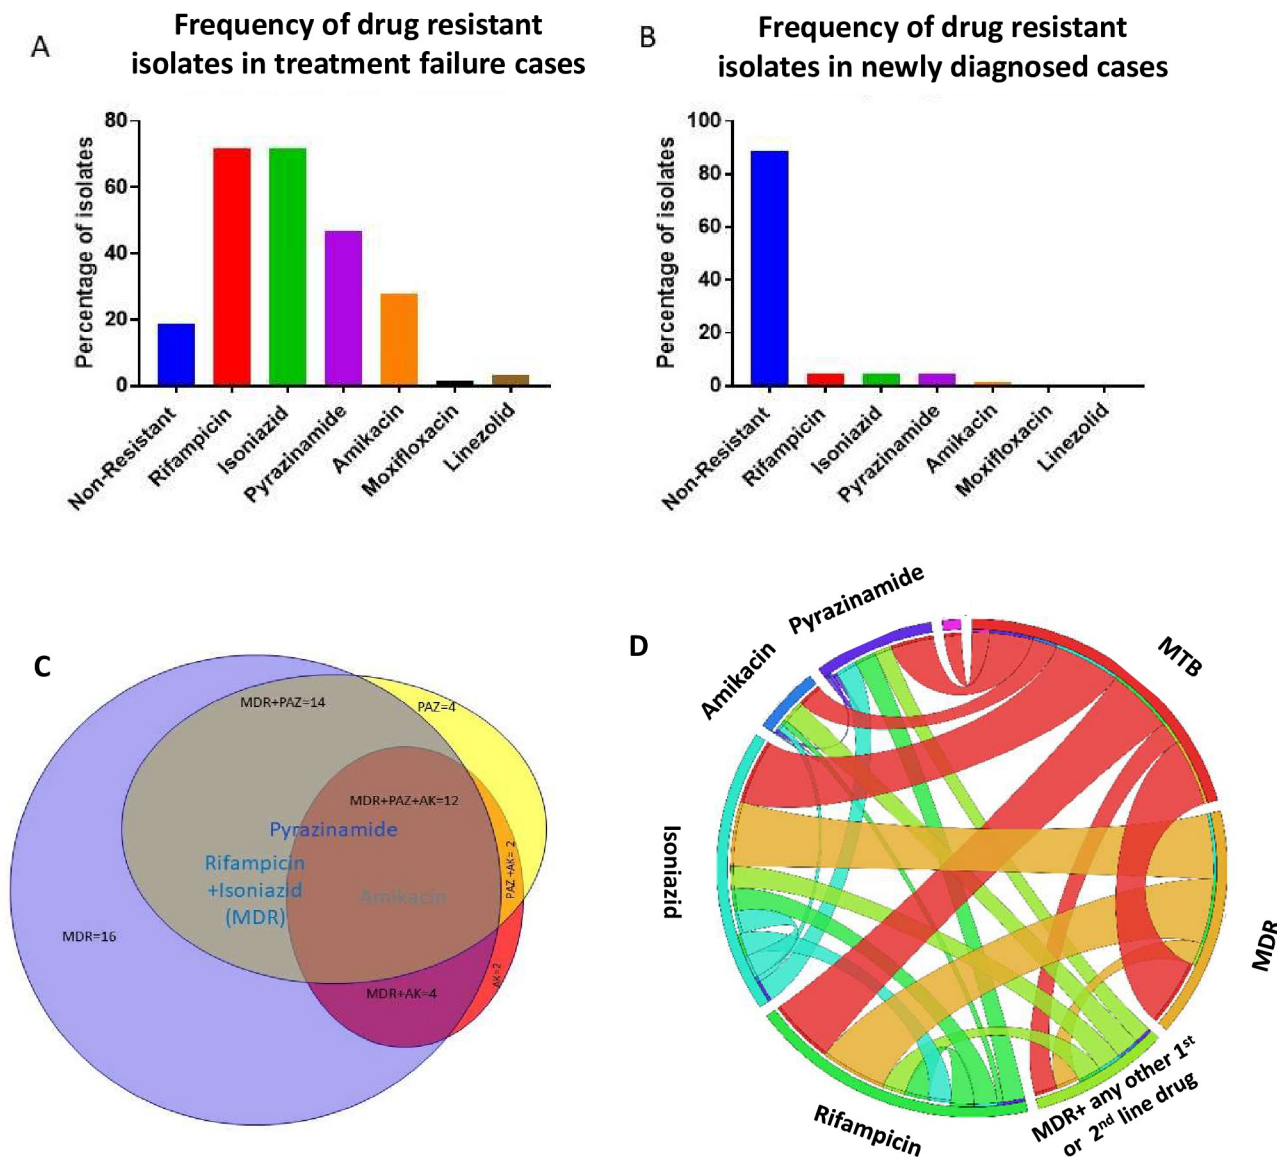 A
Frequency of drug resistant
isolates in treatment failure cases
Percentage of isolates
80
60
40
20
0
Non-Resistant
Rifampicin
Isoniazid
Pyrazinamide
Amikacin
Moxifloxacin
Linezolid
B
Frequency of drug resistant
isolates in newly diagnosed cases
Percentage of isolates
100
80
60
40
20
0
Non-Resistant
Rifampicin
Isoniazid
Pyrazinamide
Amikacin
Moxifloxacin
Linezolid
C
MDR+PAZ=14
PAZ=4
MDR+PAZ+AK=12
Pyrazinamide
Rifampicin
+Isoniazid
(MDR)
Amikacin
PAZ +AK= 2
MDR=16
AK=2
MDR+AK=4
D
Pyrazinamide
MTB
Amikacin
Isoniazid
MDR
Rifampicin
MDR+ any other 1st
or 2nd line drug